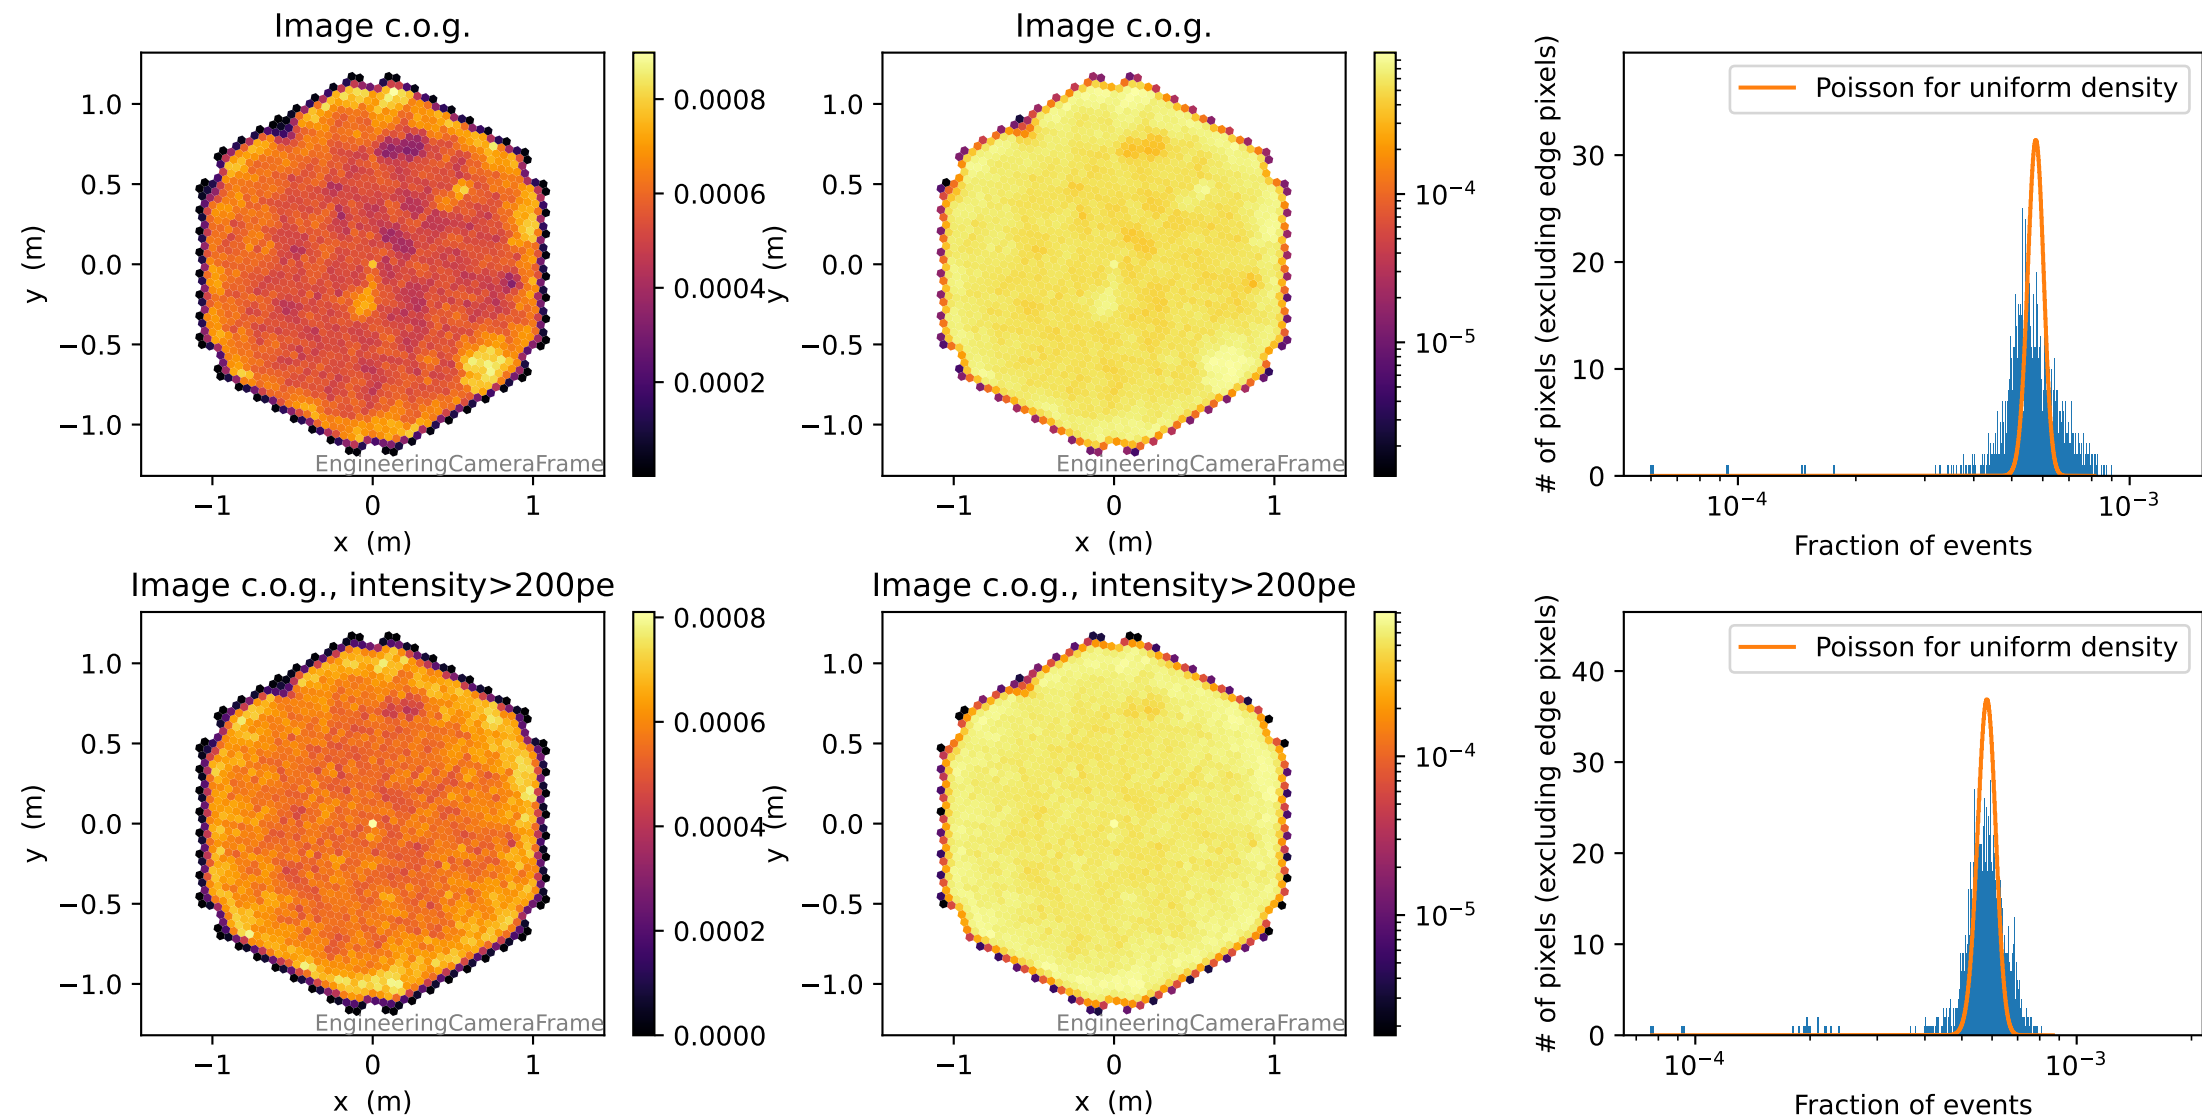 Image c.o.g.
1.0
0.5
0.0
−0.5
−1.0
y (m)
−1
0
1
x (m)
EngineeringCameraFrame
0.0008
0.0006
0.0004
0.0002
Image c.o.g.
1.0
0.5
0.0
−0.5
−1.0
y (m)
−1
0
1
x (m)
EngineeringCameraFrame
10⁻⁴
10⁻⁵
Poisson for uniform density
# of pixels (excluding edge pixels)
30
20
10
0
10⁻⁴
10⁻³
Fraction of events
Image c.o.g., intensity>200pe
1.0
0.5
0.0
−0.5
−1.0
y (m)
−1
0
1
x (m)
EngineeringCameraFrame
0.0008
0.0006
0.0004
0.0002
0.0000
Image c.o.g., intensity>200pe
1.0
0.5
0.0
−0.5
−1.0
y (m)
−1
0
1
x (m)
EngineeringCameraFrame
10⁻⁴
10⁻⁵
Poisson for uniform density
# of pixels (excluding edge pixels)
40
30
20
10
0
10⁻⁴
10⁻³
Fraction of events